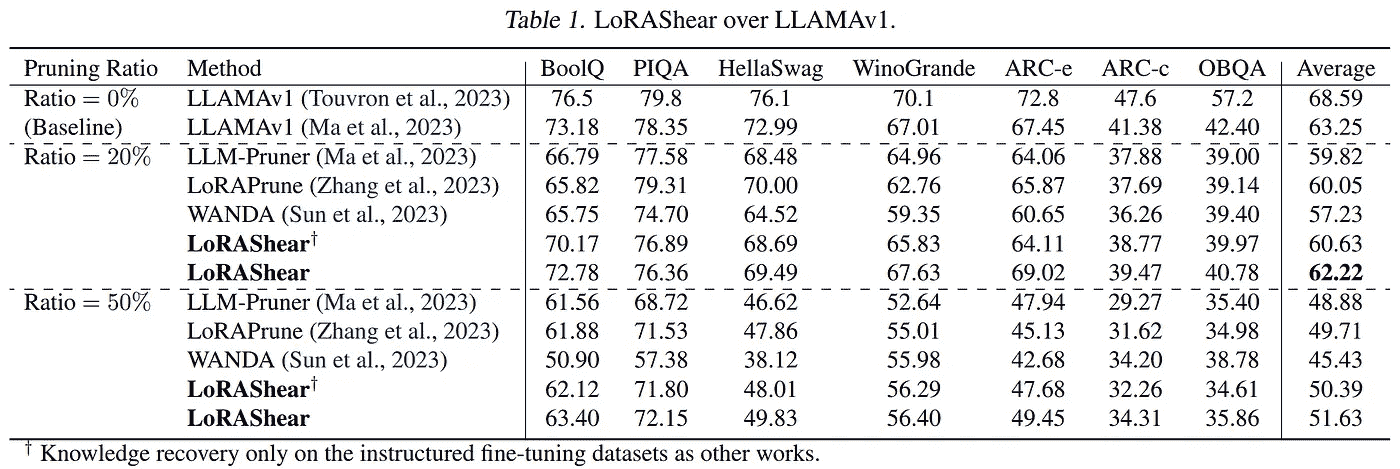 Table 1. LoRAShear over LLAMAv1.
Pruning Ratio Method BoolQ PIQA HellaSwag WinoGrande ARC-e ARC-c OBQA Average
Ratio = 0% LLAMAv1 (Touvron et al., 2023) 76.5 79.8 76.1 70.1 72.8 47.6 57.2 68.59
(Baseline) LLAMAv1 (Ma et al., 2023) 73.18 78.35 72.99 67.01 67.45 41.38 42.40 63.25
Ratio = 20% LLM-Pruner (Ma et al., 2023) 66.79 77.58 68.48 64.96 64.06 37.88 39.00 59.82
LoRAPrune (Zhang et al., 2023) 65.82 79.31 70.00 62.76 65.87 37.69 39.14 60.05
WANDA (Sun et al., 2023) 65.75 74.70 64.52 59.35 60.65 36.26 39.40 57.23
LoRAShear† 70.17 76.89 68.69 65.83 64.11 38.77 39.97 60.63
LoRAShear 72.78 76.36 69.49 67.63 69.02 39.47 40.78 62.22
Ratio = 50% LLM-Pruner (Ma et al., 2023) 61.56 68.72 46.62 52.64 47.94 29.27 35.40 48.88
LoRAPrune (Zhang et al., 2023) 61.88 71.53 47.86 55.01 45.13 31.62 34.98 49.71
WANDA (Sun et al., 2023) 50.90 57.38 38.12 55.98 42.68 34.20 38.78 45.43
LoRAShear† 62.12 71.80 48.01 56.29 47.68 32.26 34.61 50.39
LoRAShear 63.40 72.15 49.83 56.40 49.45 34.31 35.86 51.63
† Knowledge recovery only on the instructured fine-tuning datasets as other works.